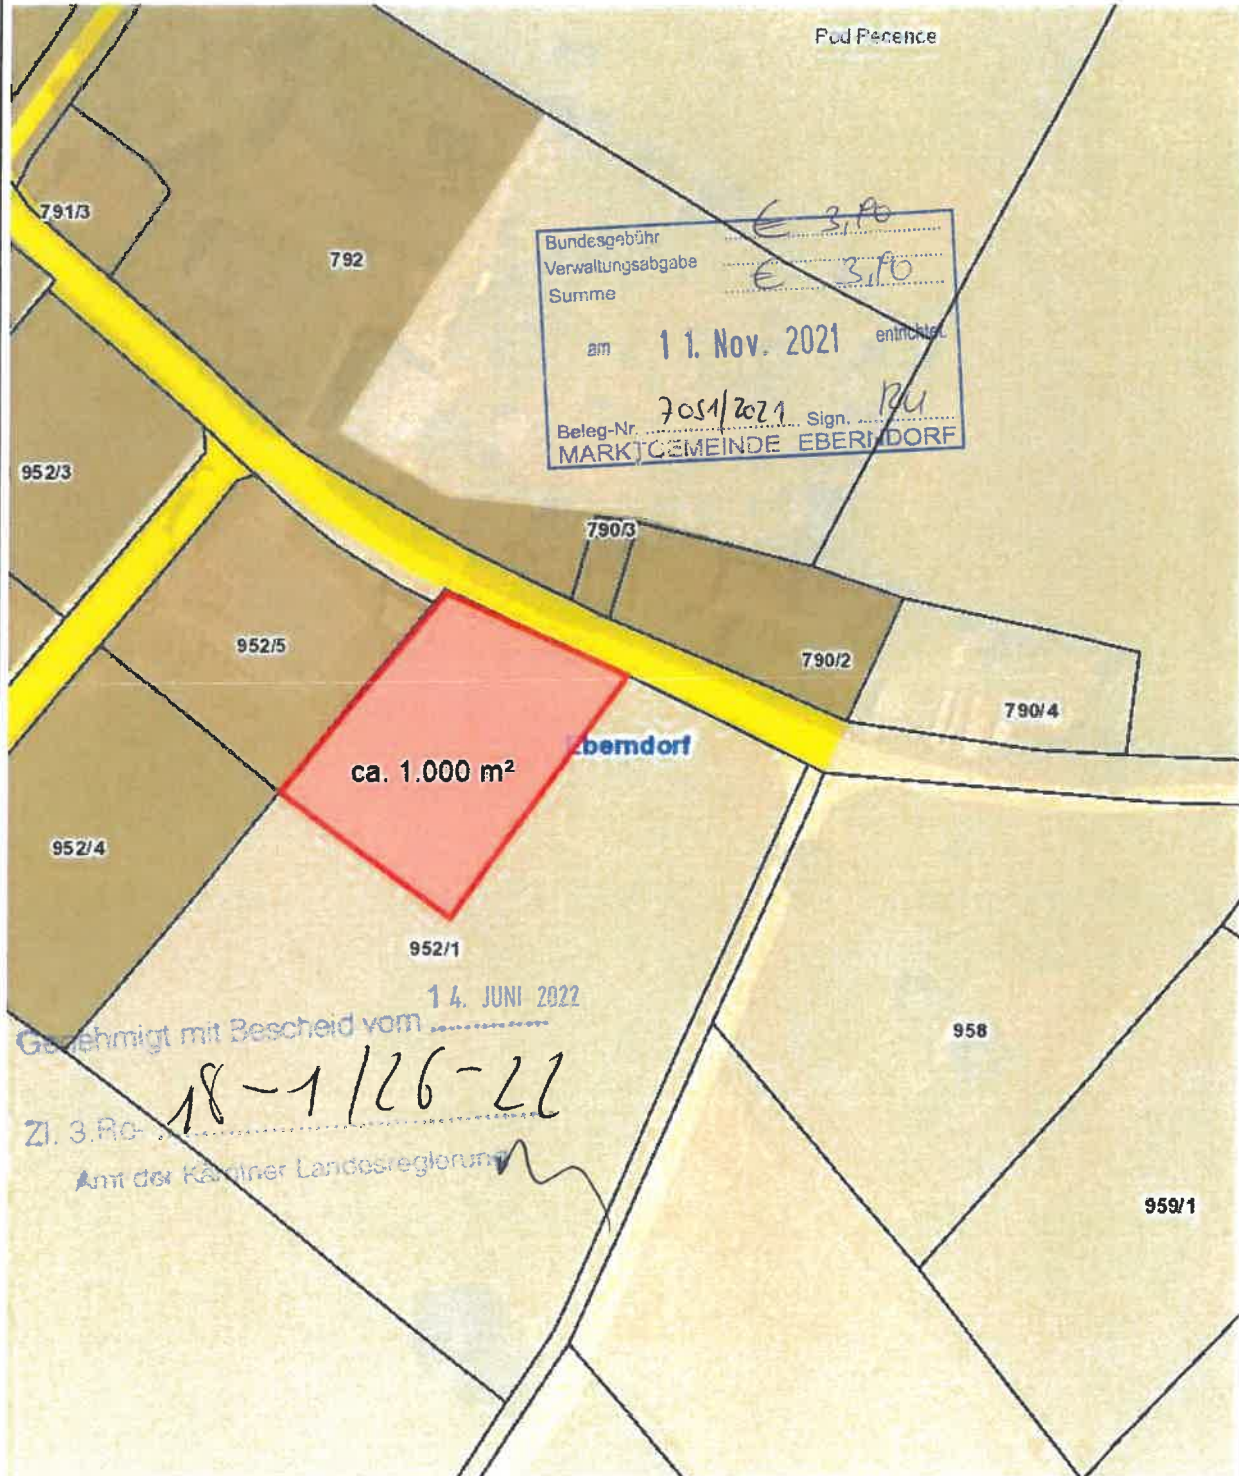 Pod Pecence
791/3
792
Bundesgebühr € 3,90
Verwaltungsabgabe
Summe € 3,90
am 11. Nov. 2021 entrichtet.
Beleg-Nr. 7051/2021 Sign.
MARKTGEMEINDE EBERNDORF
952/3
790/3
952/5
790/2
790/4
Eberndorf
ca. 1.000 m²
952/4
952/1
14. JUNI 2022
Genehmigt mit Bescheid vom
958
18-1/26-22
Zl. 3.Ro-
Amt der Kärntner Landesregierung
959/1